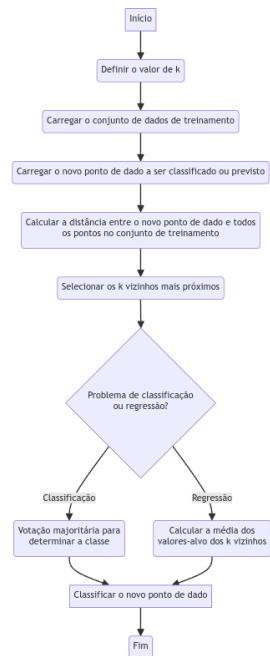 Início
Definir o valor de k
Carregar o conjunto de dados de treinamento
Carregar o novo ponto de dado a ser classificado ou previsto
Calcular a distância entre o novo ponto de dado e todos
os pontos no conjunto de treinamento
Selecionar os k vizinhos mais próximos
Problema de classificação
ou regressão?
Classificação
Regressão
Votação majoritária para
determinar a classe
Calcular a média dos
valores-alvo dos k vizinhos
Classificar o novo ponto de dado
Fim